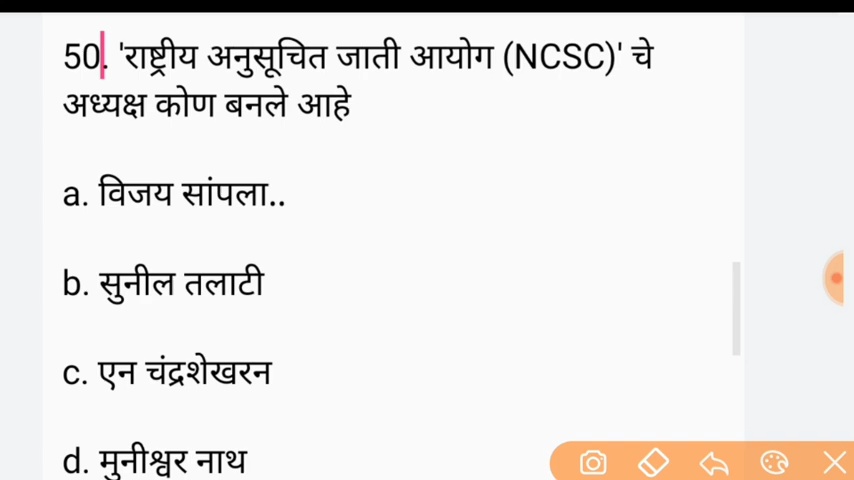 50. 'राष्ट्रीय अनुसूचित जाती आयोग (NCSC)' चे
अध्यक्ष कोण बनले आहे
a. विजय सांपला..
b. सुनील तलाटी
c. एन चंद्रशेखरन
d. मुनीश्वर नाथ